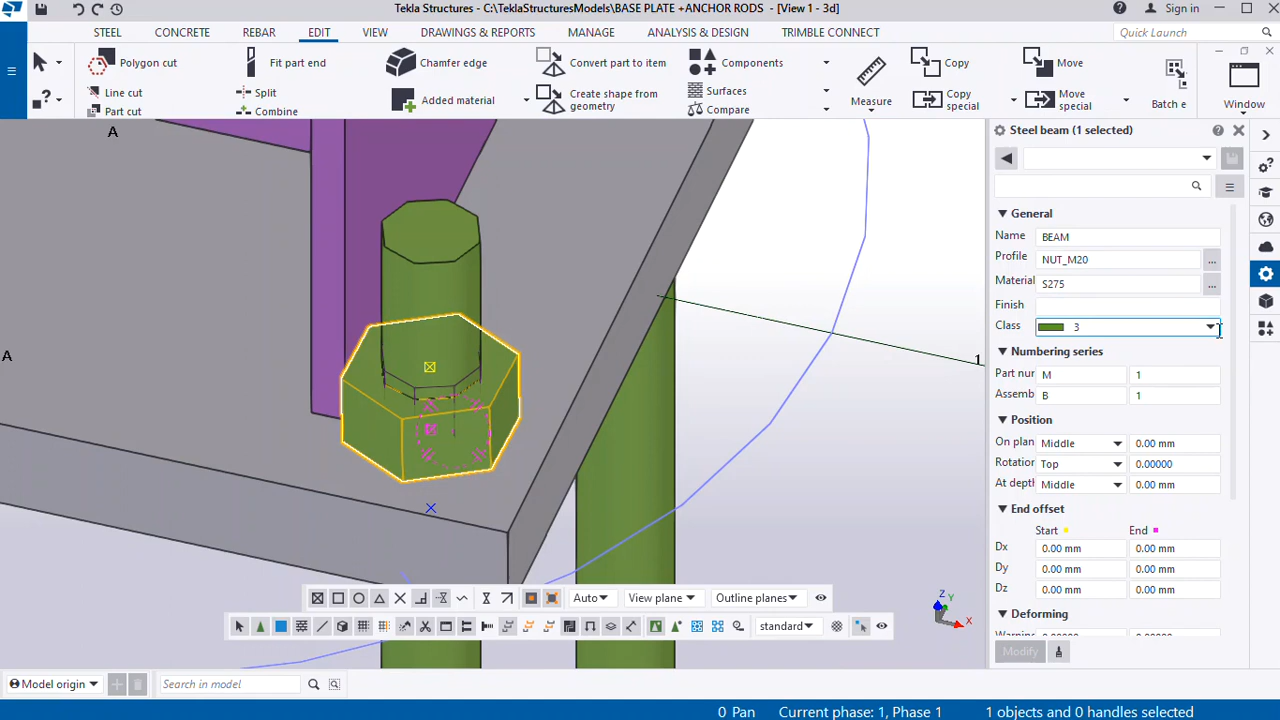 Tekla Structures - C:\TeklaStructuresModels\BASE PLATE +ANCHOR RODS - [View 1 - 3d]
Sign in
STEEL CONCRETE REBAR EDIT VIEW DRAWINGS & REPORTS MANAGE ANALYSIS & DESIGN TRIMBLE CONNECT
Quick Launch
Polygon cut Fit part end Chamfer edge Convert part to item Components Copy Move
Line cut Split Added material Create shape from geometry Surfaces Measure Copy special Move special Batch e Window
Part cut Combine Compare
A
A
1
Steel beam (1 selected)
General
Name BEAM
Profile NUT_M20 ...
Material S275 ...
Finish
Class 3
Numbering series
Part nur M 1
Assemb B 1
Position
On plan Middle 0.00 mm
Rotatior Top 0.00000
At depth Middle 0.00 mm
End offset
Start End
Dx 0.00 mm 0.00 mm
Dy 0.00 mm 0.00 mm
Dz 0.00 mm 0.00 mm
Deforming
Modify
Auto View plane Outline planes
standard
Z Y X
Model origin Search in model
0 Pan Current phase: 1, Phase 1 1 objects and 0 handles selected